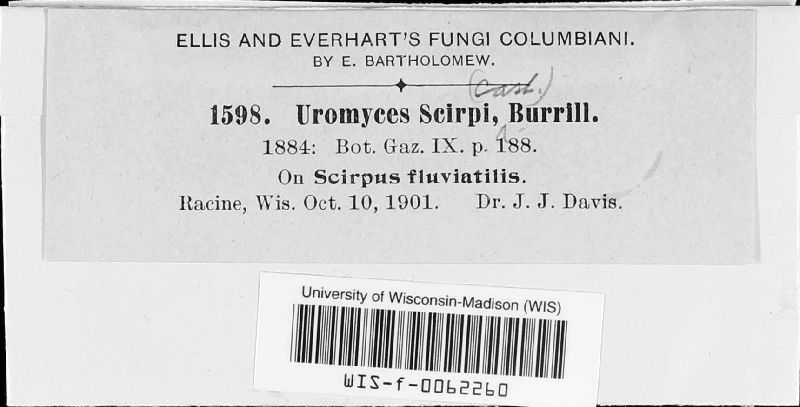 ELLIS AND EVERHART'S FUNGI COLUMBIANI.
BY E. BARTHOLOMEW.
(Cast.)
1598. Uromyces Scirpi, Burrill.
1884: Bot. Gaz. IX. p. 188.
On Scirpus fluviatilis.
Racine, Wis. Oct. 10, 1901. Dr. J. J. Davis.
University of Wisconsin-Madison (WIS)
WIS-f-0062260